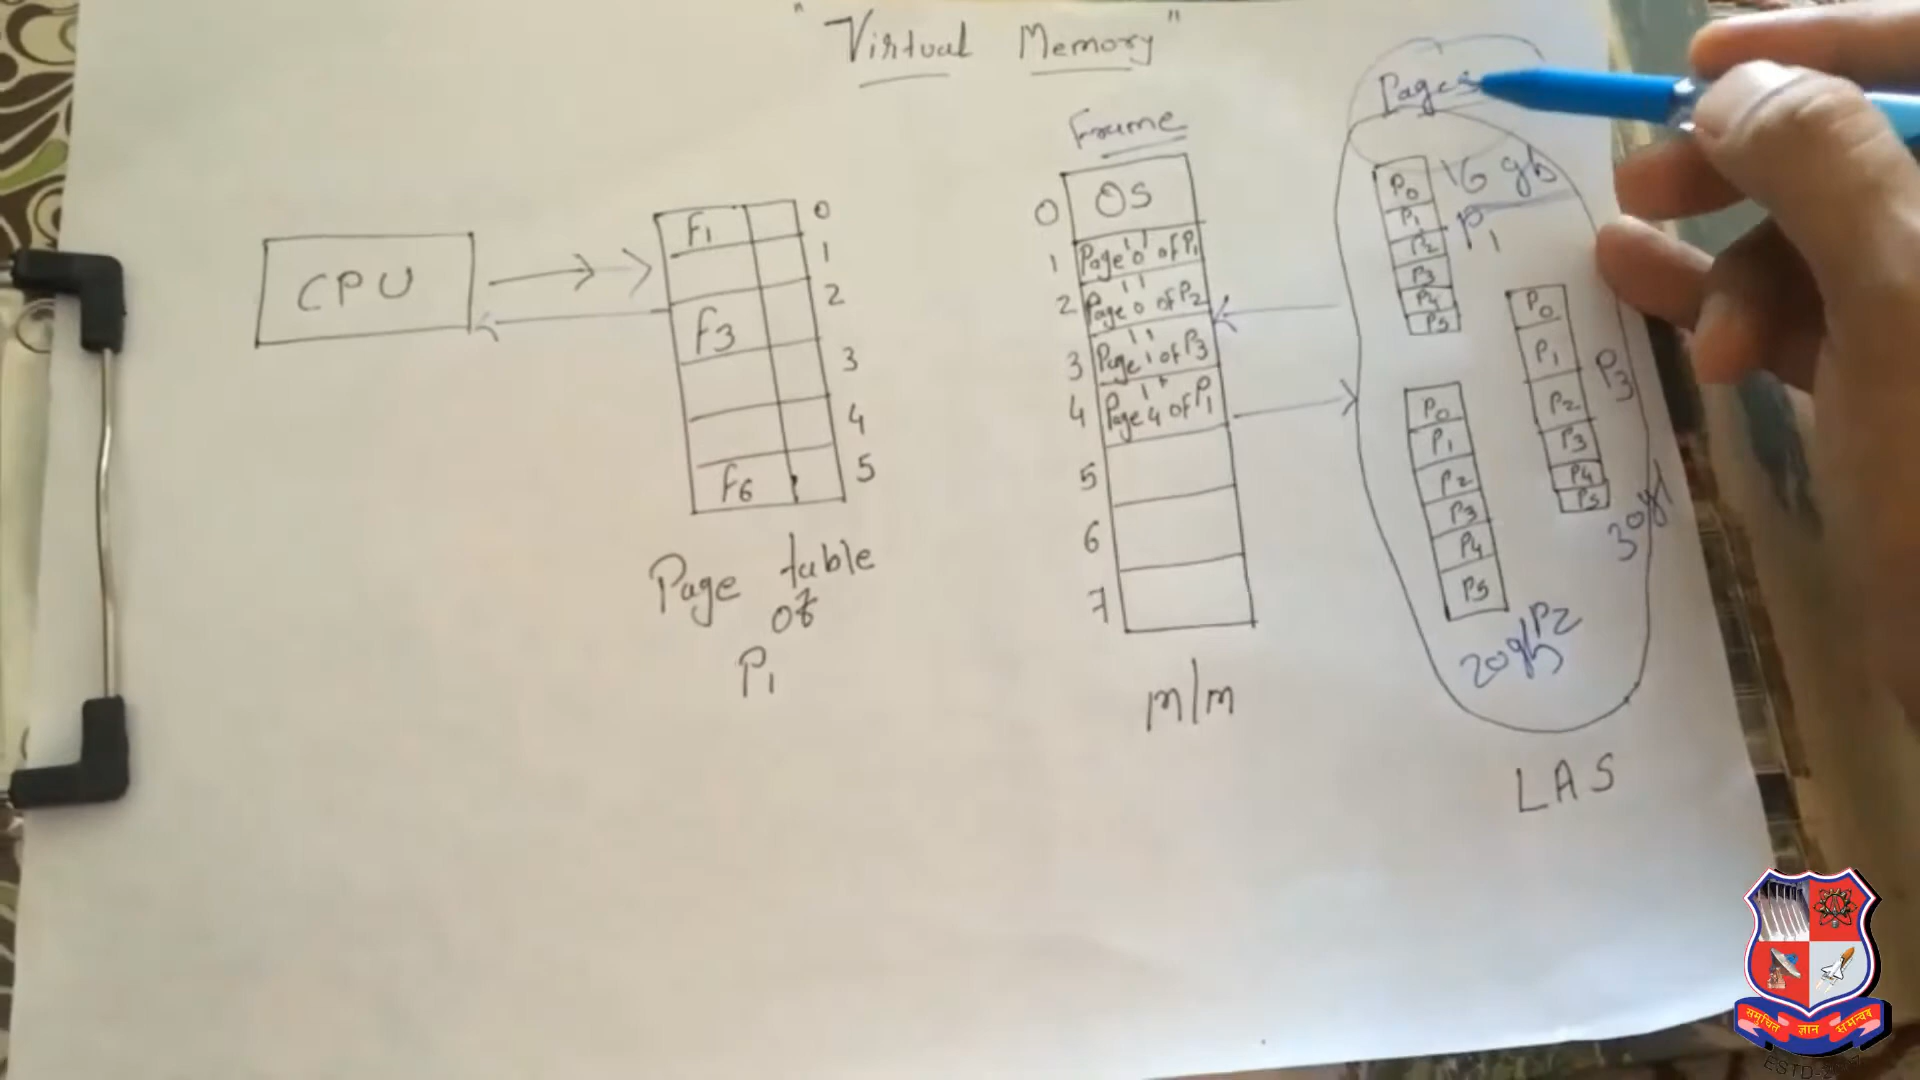 "Virtual Memory"
CPU
F1
F3
F6
0
1
2
3
4
5
Page table
of
P1
Frame
0 OS
1 Page '0' of P1
2 Page '0' of P2
3 Page '1' of P3
4 Page '4' of P1
5
6
7
m/m
Pages
16 gb
P0
P1
P2
P3
P4
P5
P1
P0
P1
P2
P3
P4
P5
P3
30gb
P0
P1
P2
P3
P4
P5
P2
20gb
LAS
समुचित ज्ञान समन्वय